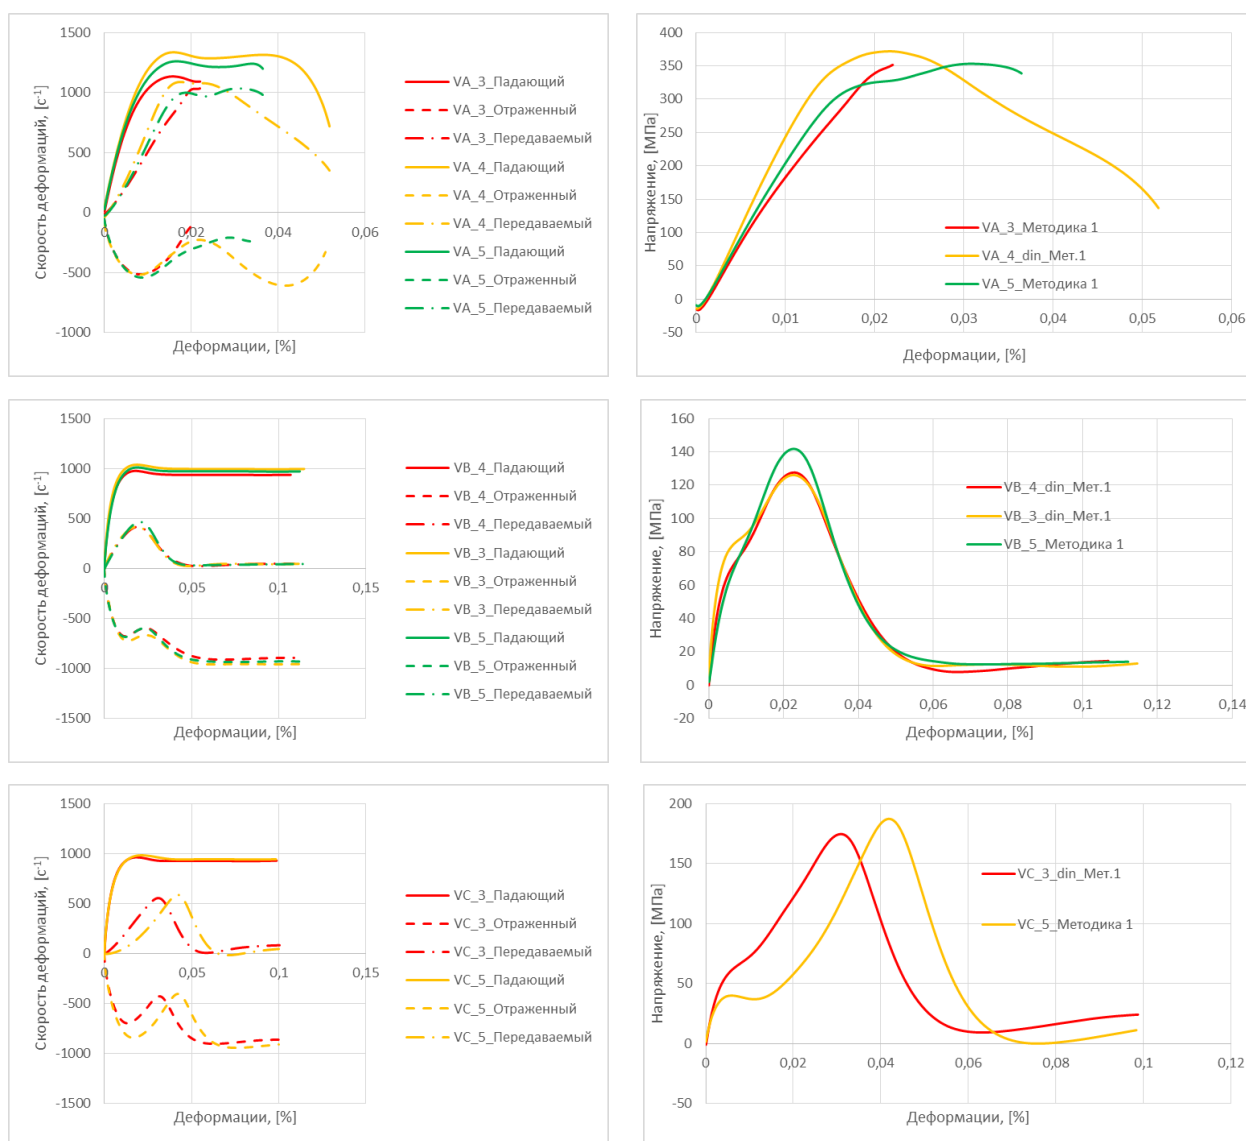 1500
1000
500
0
-500
-1000
0
0,02
0,04
0,06
Скорость деформаций, [с⁻¹]
Деформации, [%]
VA_3_Падающий
VA_3_Отраженный
VA_3_Передаваемый
VA_4_Падающий
VA_4_Отраженный
VA_4_Передаваемый
VA_5_Падающий
VA_5_Отраженный
VA_5_Передаваемый
400
350
300
250
200
150
100
50
0
-50
0
0,01
0,02
0,03
0,04
0,05
0,06
Напряжение, [МПа]
Деформации, [%]
VA_3_Методика 1
VA_4_din_Мет.1
VA_5_Методика 1
1500
1000
500
0
-500
-1000
-1500
0
0,05
0,1
0,15
Скорость деформаций, [с⁻¹]
Деформации, [%]
VB_4_Падающий
VB_4_Отраженный
VB_4_Передаваемый
VB_3_Падающий
VB_3_Отраженный
VB_3_Передаваемый
VB_5_Падающий
VB_5_Отраженный
VB_5_Передаваемый
160
140
120
100
80
60
40
20
0
-20
0
0,02
0,04
0,06
0,08
0,1
0,12
0,14
Напряжение, [МПа]
Деформации, [%]
VB_4_din_Мет.1
VB_3_din_Мет.1
VB_5_Методика 1
1500
1000
500
0
-500
-1000
-1500
0
0,05
0,1
0,15
Скорость деформаций, [с⁻¹]
Деформации, [%]
VC_3_Падающий
VC_3_Отраженный
VC_3_Передаваемый
VC_5_Падающий
VC_5_Отраженный
VC_5_Передаваемый
200
150
100
50
0
-50
0
0,02
0,04
0,06
0,08
0,1
0,12
Напряжение, [МПа]
Деформации, [%]
VC_3_din_Мет.1
VC_5_Методика 1